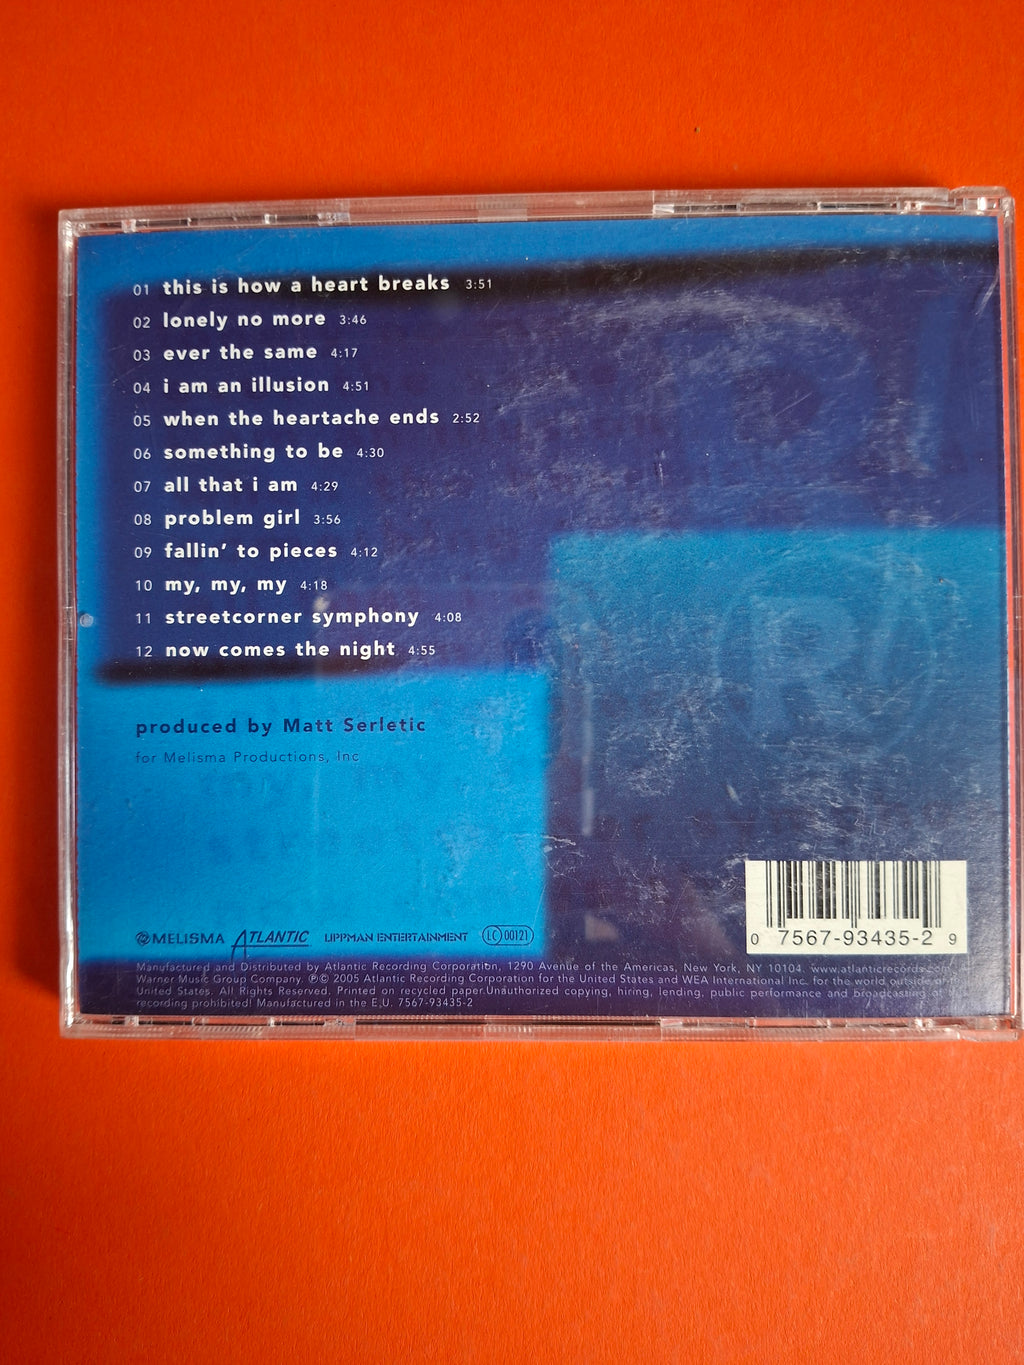 01 this is how a heart breaks 3:51
02 lonely no more 3:46
03 ever the same 4:17
04 i am an illusion 4:51
05 when the heartache ends 2:52
06 something to be 4:30
07 all that i am 4:29
08 problem girl 3:56
09 fallin' to pieces 4:12
10 my, my, my 4:18
11 streetcorner symphony 4:08
12 now comes the night 4:55
produced by Matt Serletic
for Melisma Productions, Inc
MELISMA ATLANTIC LIPPMAN ENTERTAINMENT LC 00121
0 7567-93435-2 9
Manufactured and Distributed by Atlantic Recording Corporation, 1290 Avenue of the Americas, New York, NY 10104. www.atlanticrecords.com
Warner Music Group Company. ℗© 2005 Atlantic Recording Corporation for the United States and WEA International Inc. for the world outside of
United States. All Rights Reserved. Printed on recycled paper.Unauthorized copying, hiring, lending, public performance and broadcasting of
recording prohibited! Manufactured in the E.U. 7567-93435-2